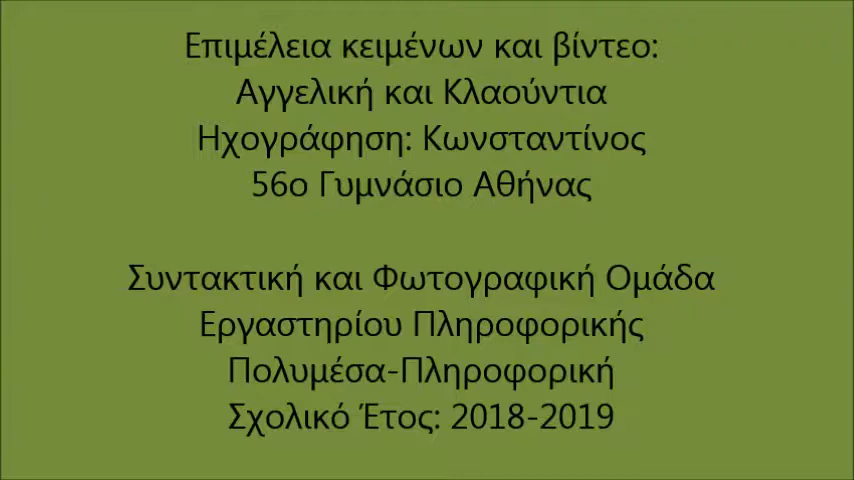 Επιμέλεια κειμένων και βίντεο:
Αγγελική και Κλαούντια
Ηχογράφηση: Κωνσταντίνος
56ο Γυμνάσιο Αθήνας
Συντακτική και Φωτογραφική Ομάδα
Εργαστηρίου Πληροφορικής
Πολυμέσα-Πληροφορική
Σχολικό Έτος: 2018-2019